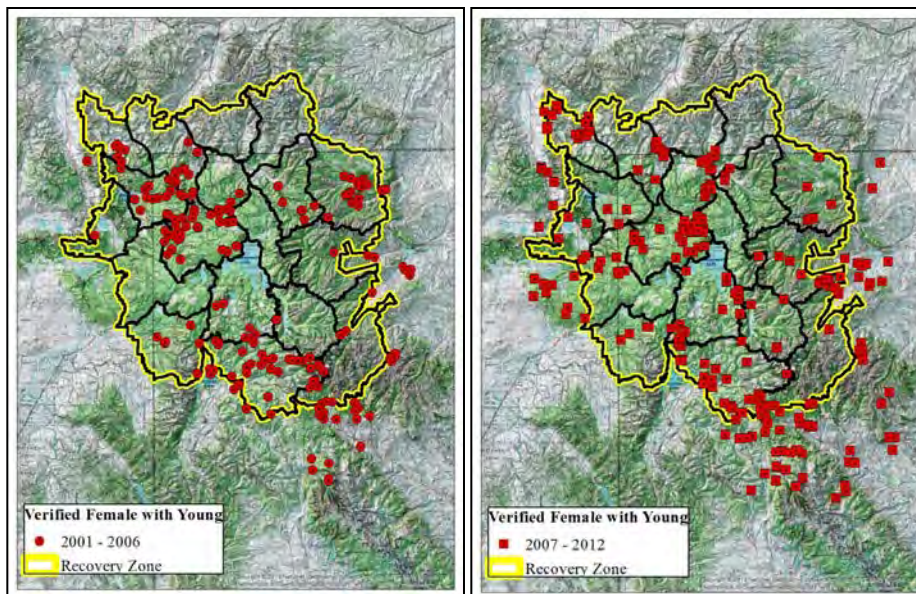 Verified Female with Young
2001 - 2006
Recovery Zone
Verified Female with Young
2007 - 2012
Recovery Zone